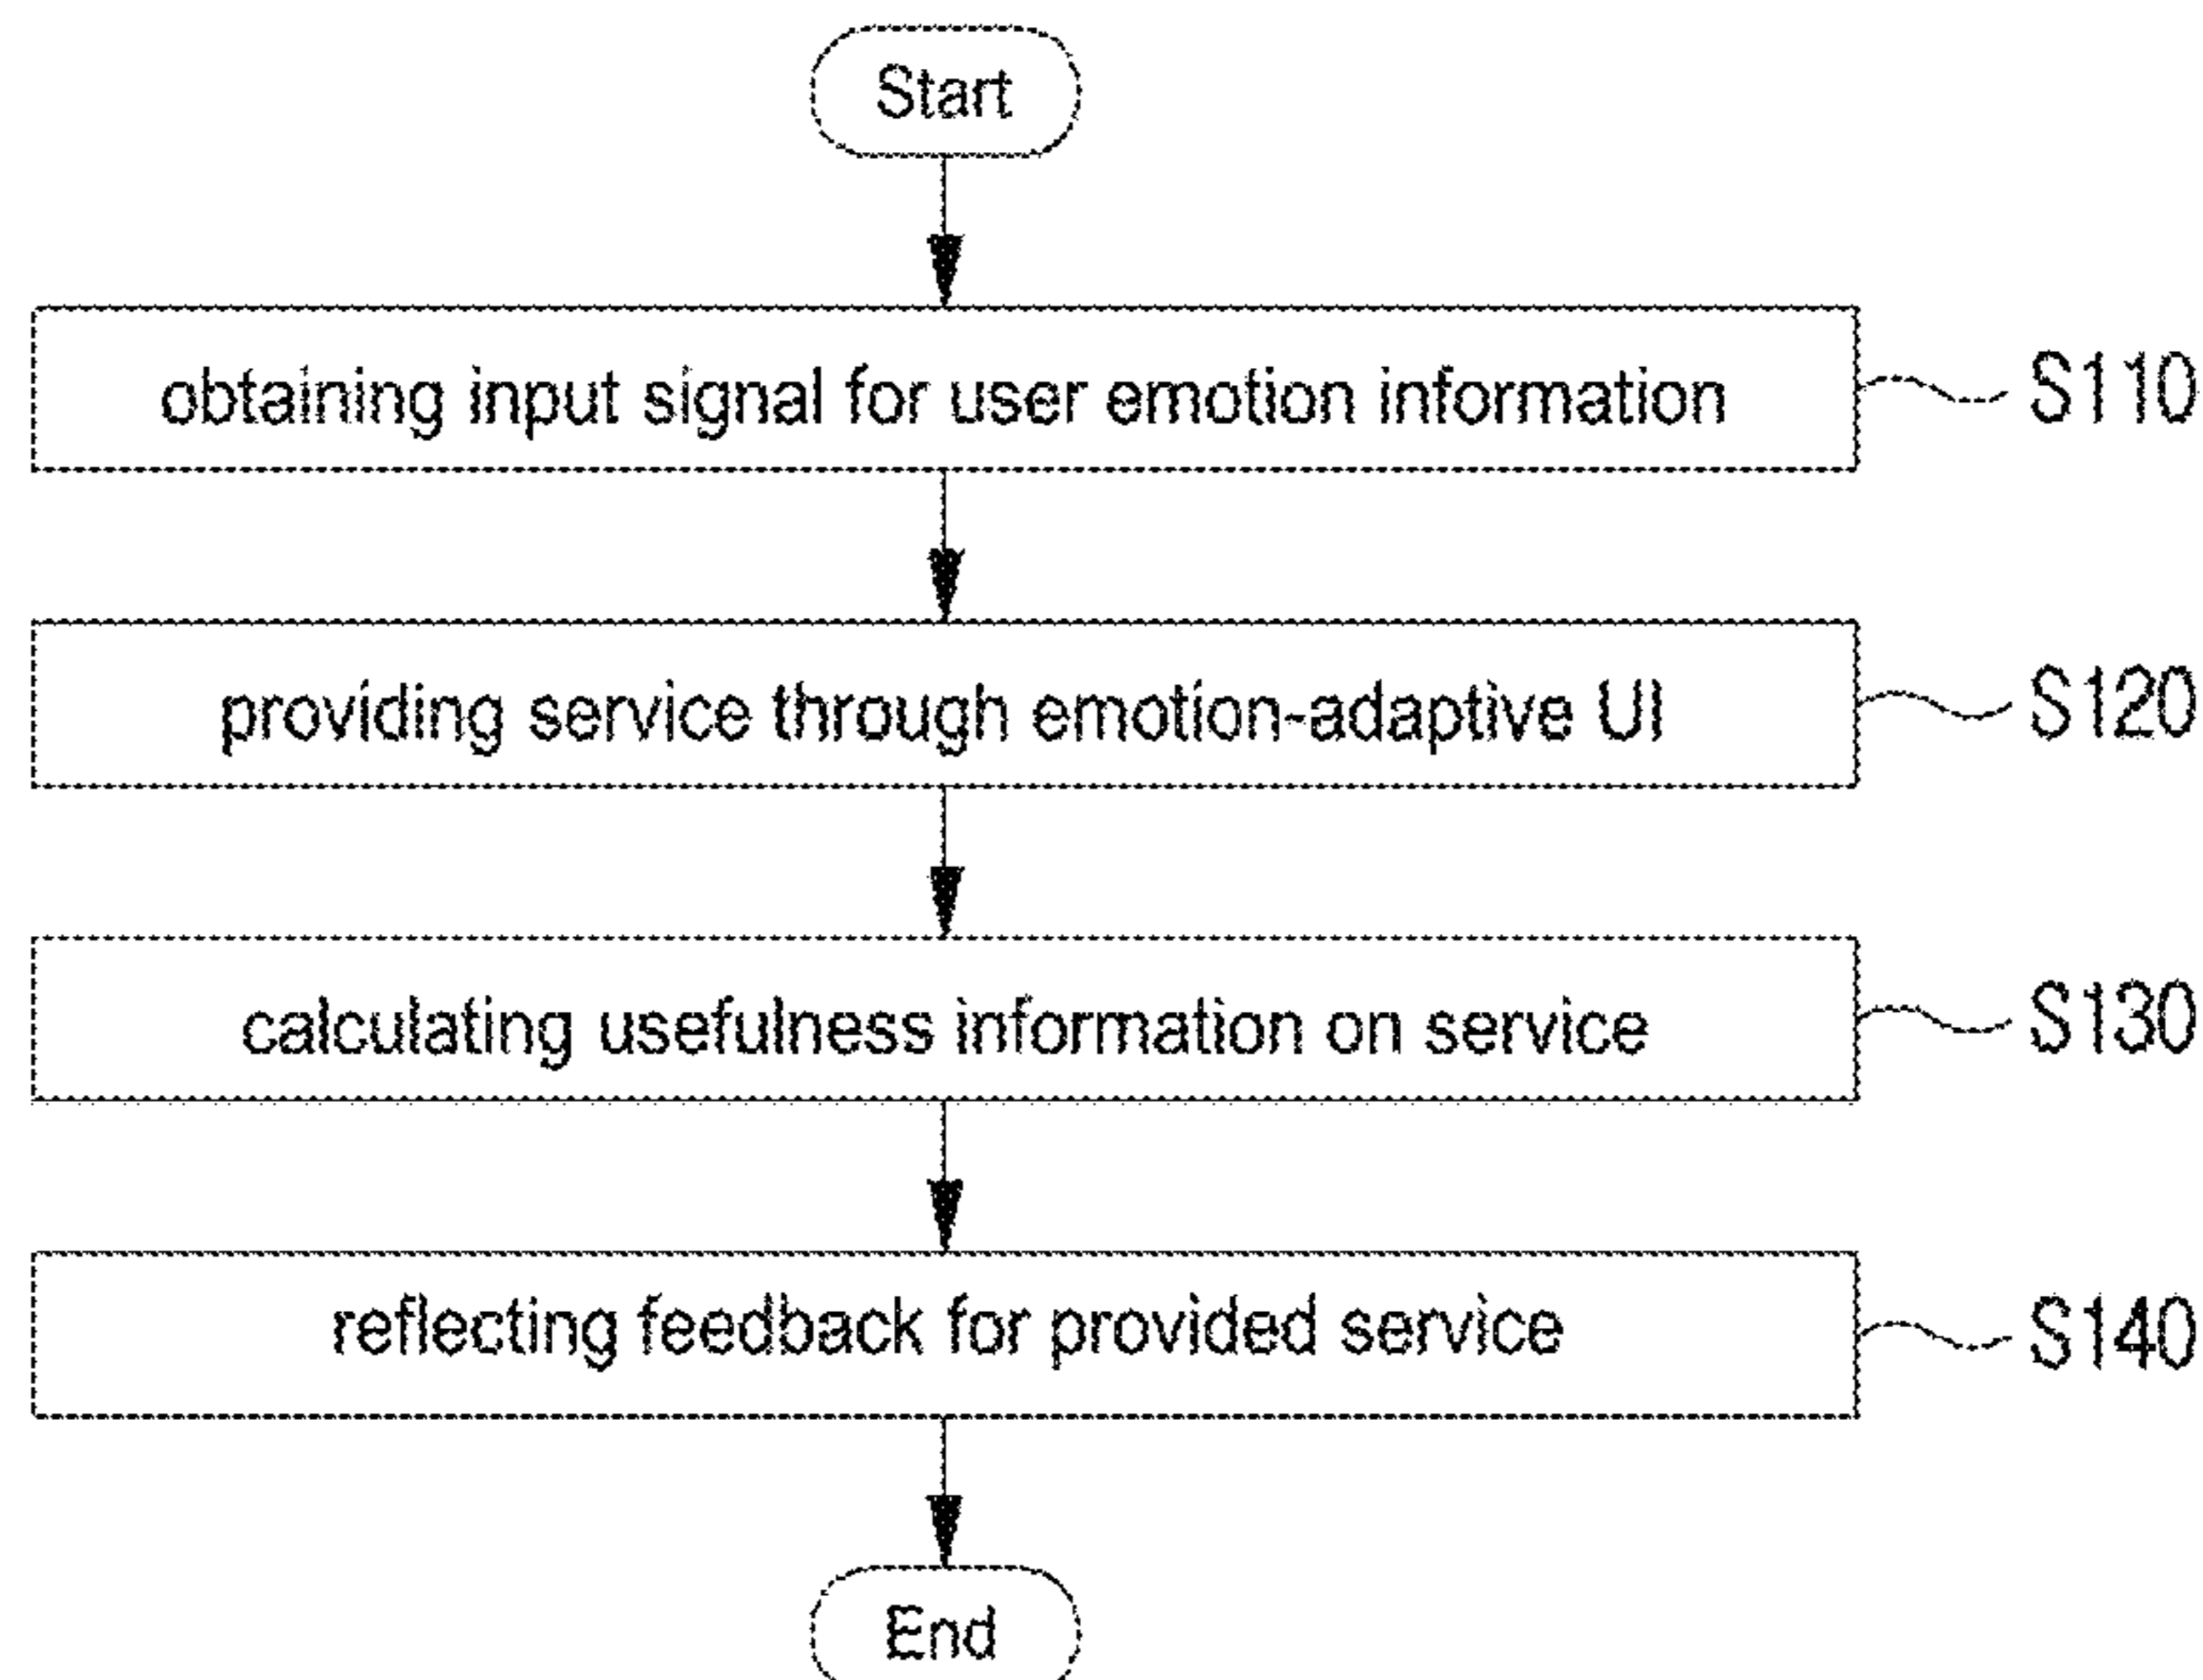 Start
obtaining input signal for user emotion information S110
providing service through emotion-adaptive UI S120
calculating usefulness information on service S130
reflecting feedback for provided service S140
End